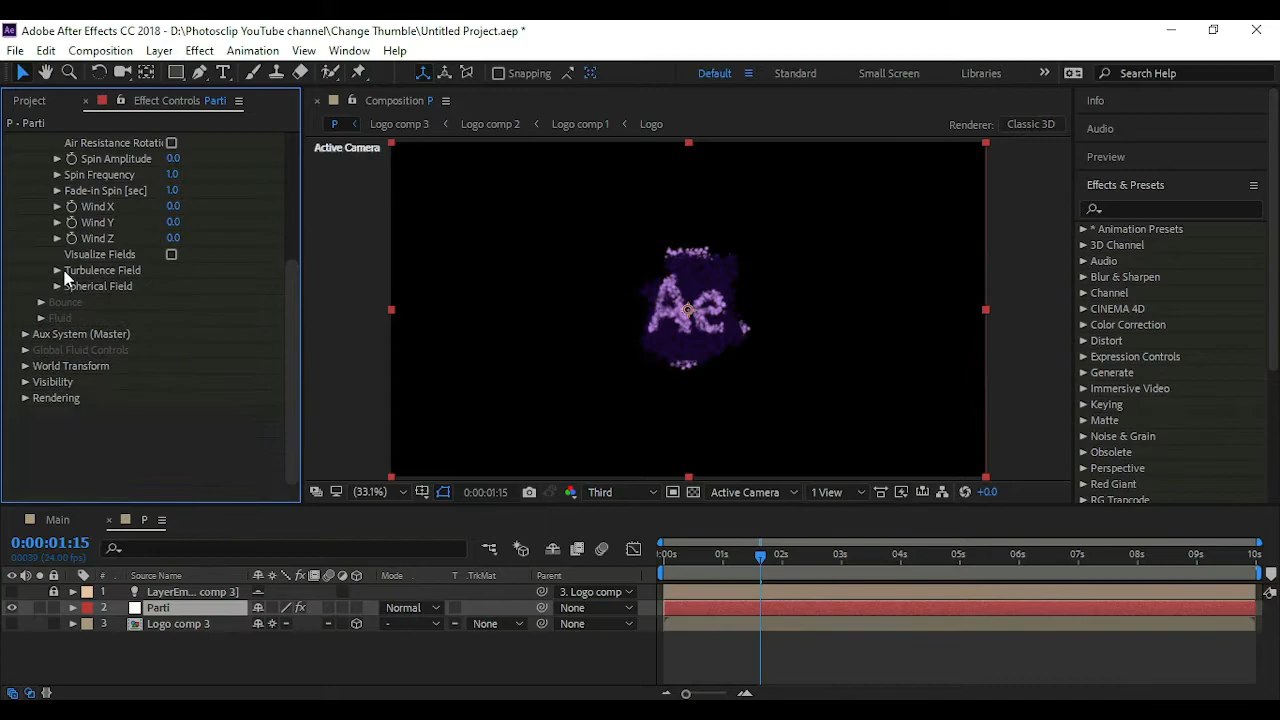 Adobe After Effects CC 2018 - D:\Photosclip YouTube channel\Change Thumble\Untitled Project.aep *
File Edit Composition Layer Effect Animation View Window Help
Snapping Default Standard Small Screen Libraries Search Help
Project Effect Controls Parti
P - Parti
Air Resistance Rotati
Spin Amplitude 0.0
Spin Frequency 1.0
Fade-in Spin [sec] 1.0
Wind X 0.0
Wind Y 0.0
Wind Z 0.0
Visualize Fields
Turbulence Field
Spherical Field
Bounce
Fluid
Aux System (Master)
Global Fluid Controls
World Transform
Visibility
Rendering
Composition P
P Logo comp 3 Logo comp 2 Logo comp 1 Logo
Renderer: Classic 3D
Active Camera
Ae
(33.1%) 0:00:01:15 Third Active Camera 1 View +0.0
Info
Audio
Preview
Effects & Presets
* Animation Presets
3D Channel
Audio
Blur & Sharpen
Channel
CINEMA 4D
Color Correction
Distort
Expression Controls
Generate
Immersive Video
Keying
Matte
Noise & Grain
Obsolete
Perspective
Red Giant
RG Trapcode
Main P
0:00:01:15
00039 (24.00 fps)
# Source Name Mode T .TrkMat Parent
1 LayerEm... comp 3] 3. Logo comp
2 Parti Normal None
3 Logo comp 3 - None None
:00s 01s 02s 03s 04s 05s 06s 07s 08s 09s 10s